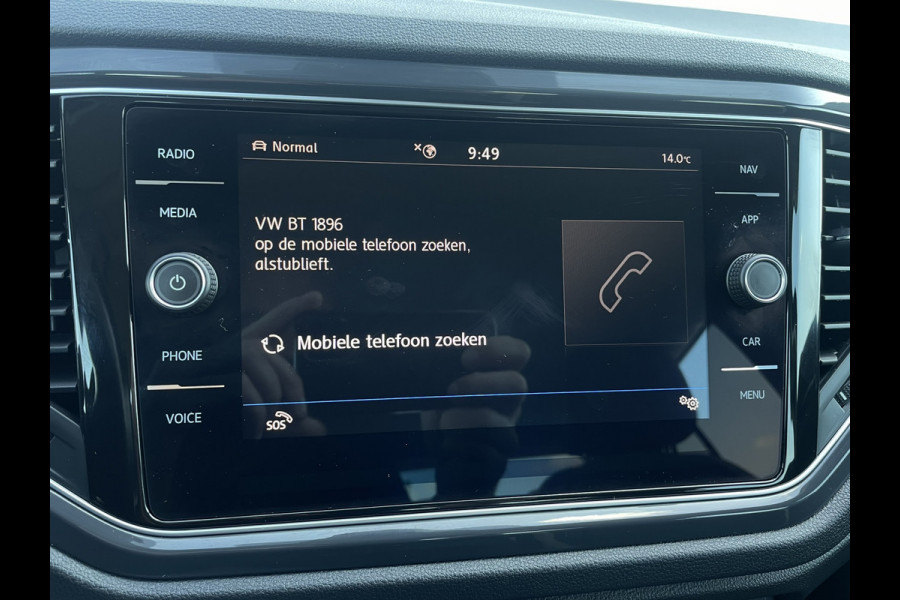 RADIO
MEDIA
PHONE
VOICE
Normal 9:49 14.0°C
VW BT 1896
op de mobiele telefoon zoeken,
alstublieft.
Mobiele telefoon zoeken
SOS
NAV
APP
CAR
MENU